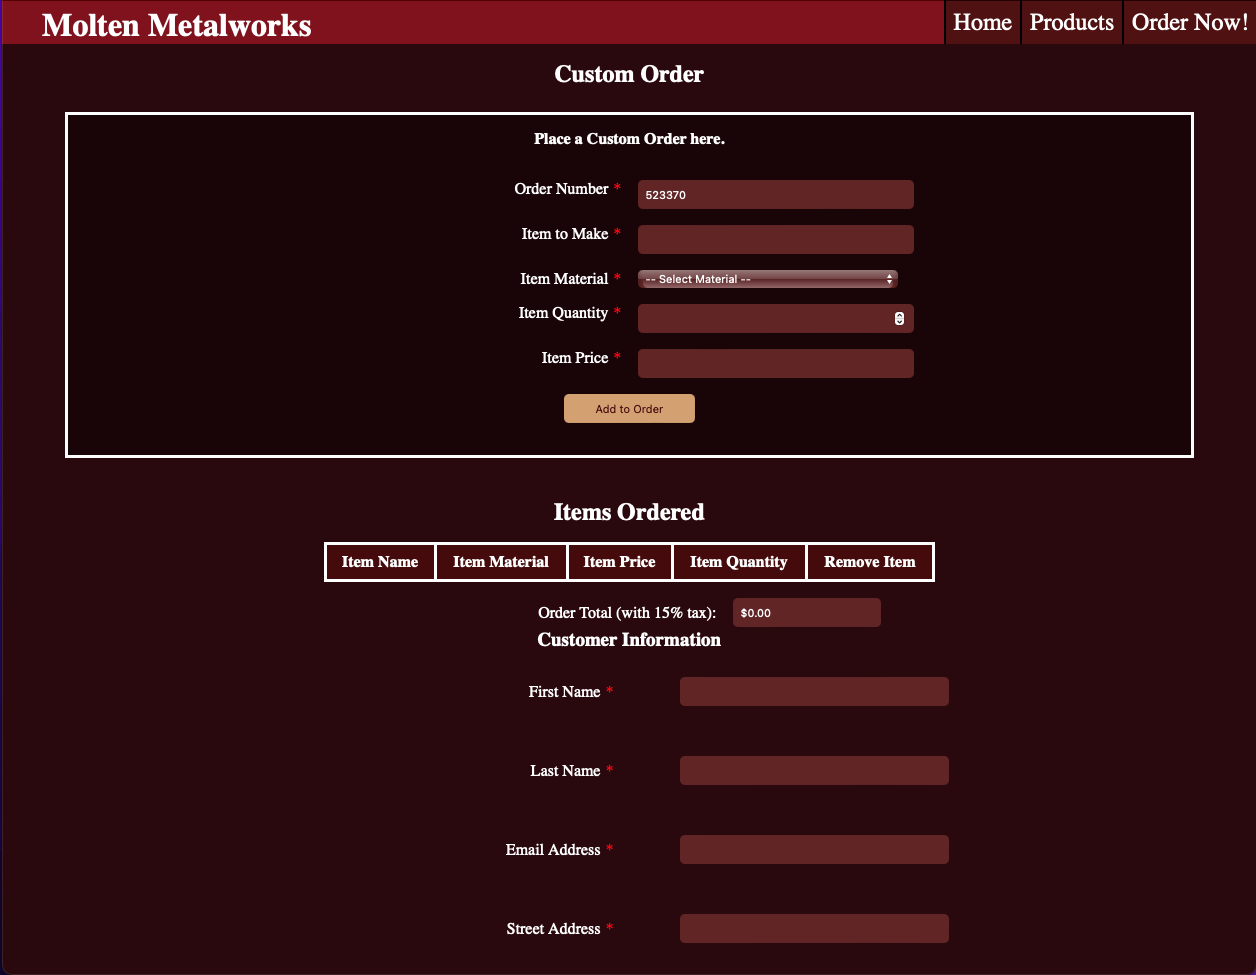 Molten Metalworks Home Products Order Now!
Custom Order
Place a Custom Order here.
Order Number * 523370
Item to Make *
Item Material * -- Select Material --
Item Quantity *
Item Price *
Add to Order
Items Ordered
Item Name Item Material Item Price Item Quantity Remove Item
Order Total (with 15% tax): $0.00
Customer Information
First Name *
Last Name *
Email Address *
Street Address *